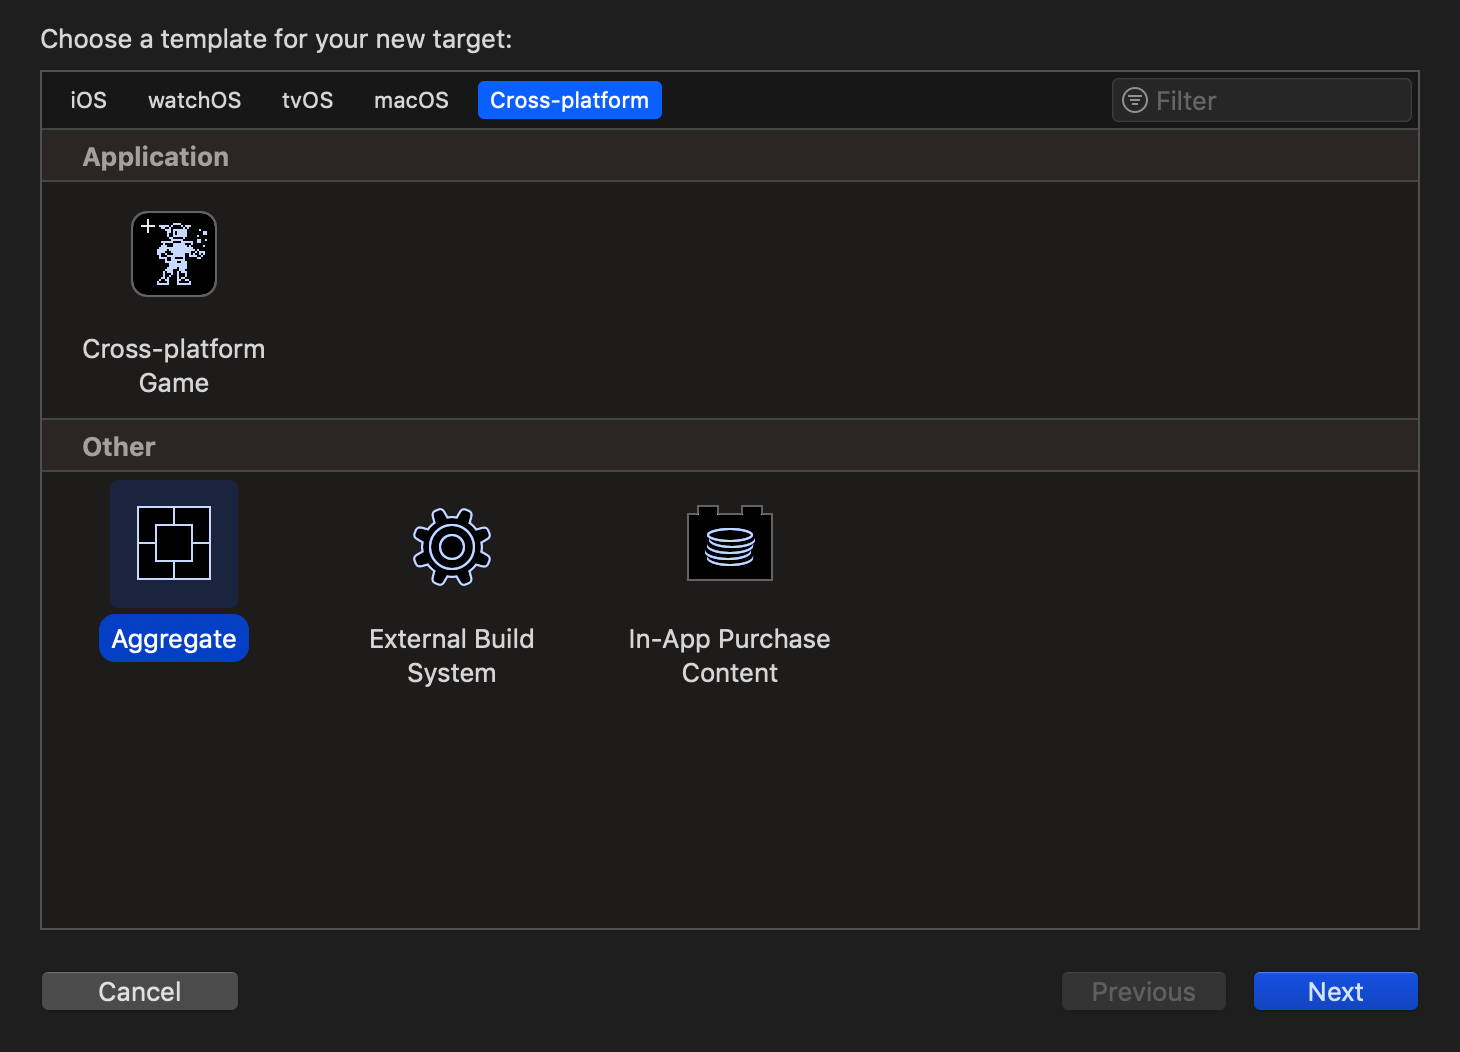 Choose a template for your new target:
iOS watchOS tvOS macOS Cross-platform Filter
Application
Cross-platform
Game
Other
Aggregate
External Build
System
In-App Purchase
Content
Cancel Previous Next